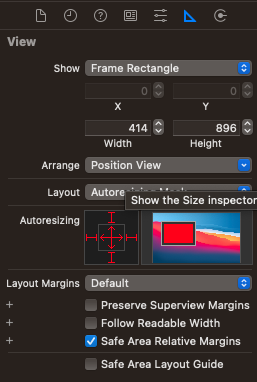 View
Show Frame Rectangle
0 0
X Y
414 896
Width Height
Arrange Position View
Layout Autoresizing Mask
Show the Size inspector
Autoresizing
Layout Margins Default
+ Preserve Superview Margins
+ Follow Readable Width
+ Safe Area Relative Margins
Safe Area Layout Guide